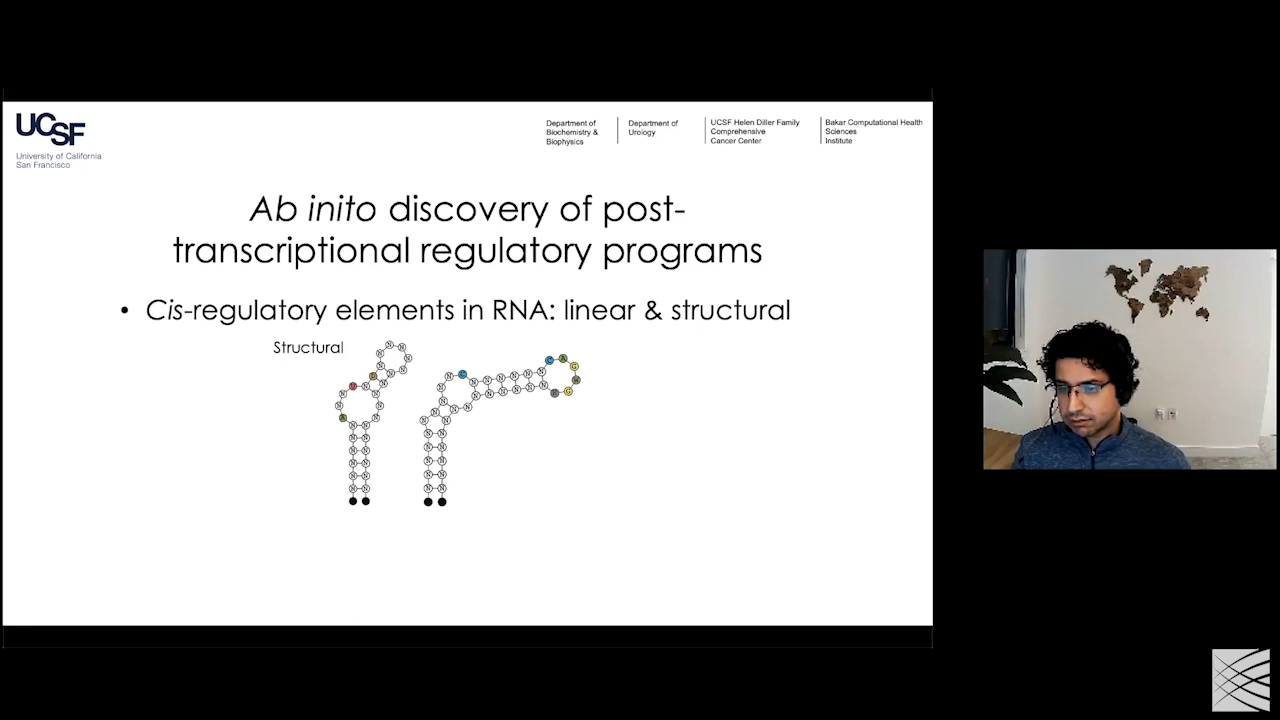 UCSF
University of California
San Francisco
Department of
Biochemistry &
Biophysics
Department of
Urology
UCSF Helen Diller Family
Comprehensive
Cancer Center
Bakar Computational Health
Sciences
Institute
Ab inito discovery of post-
transcriptional regulatory programs
• Cis-regulatory elements in RNA: linear & structural
Structural